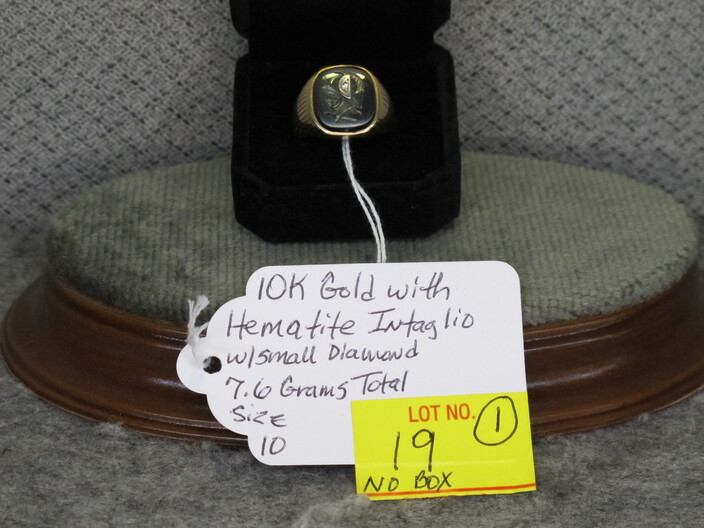 10K Gold with
Hematite Intaglio
w/small Diamond
7.6 Grams Total
Size
10
LOT NO. 1
19
NO BOX